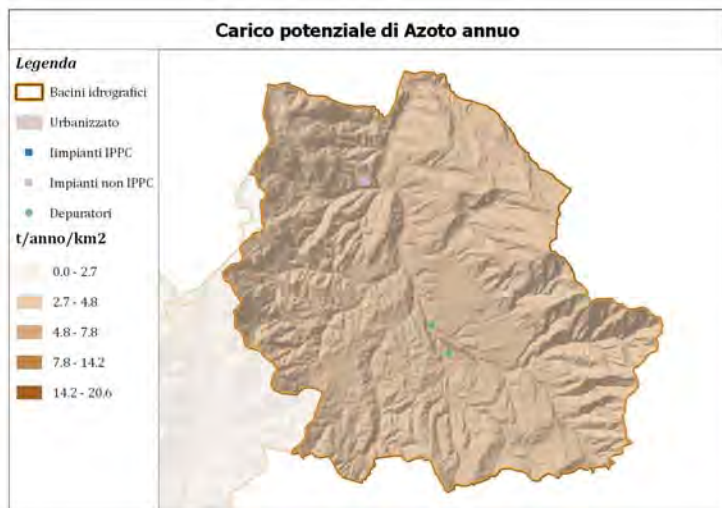 Carico potenziale di Azoto annuo
Legenda
Bacini idrografici
Urbanizzato
Iimpianti IPPC
Impianti non IPPC
Depuratori
t/anno/km2
0.0 - 2.7
2.7 - 4.8
4.8 - 7.8
7.8 - 14.2
14.2 - 20.6